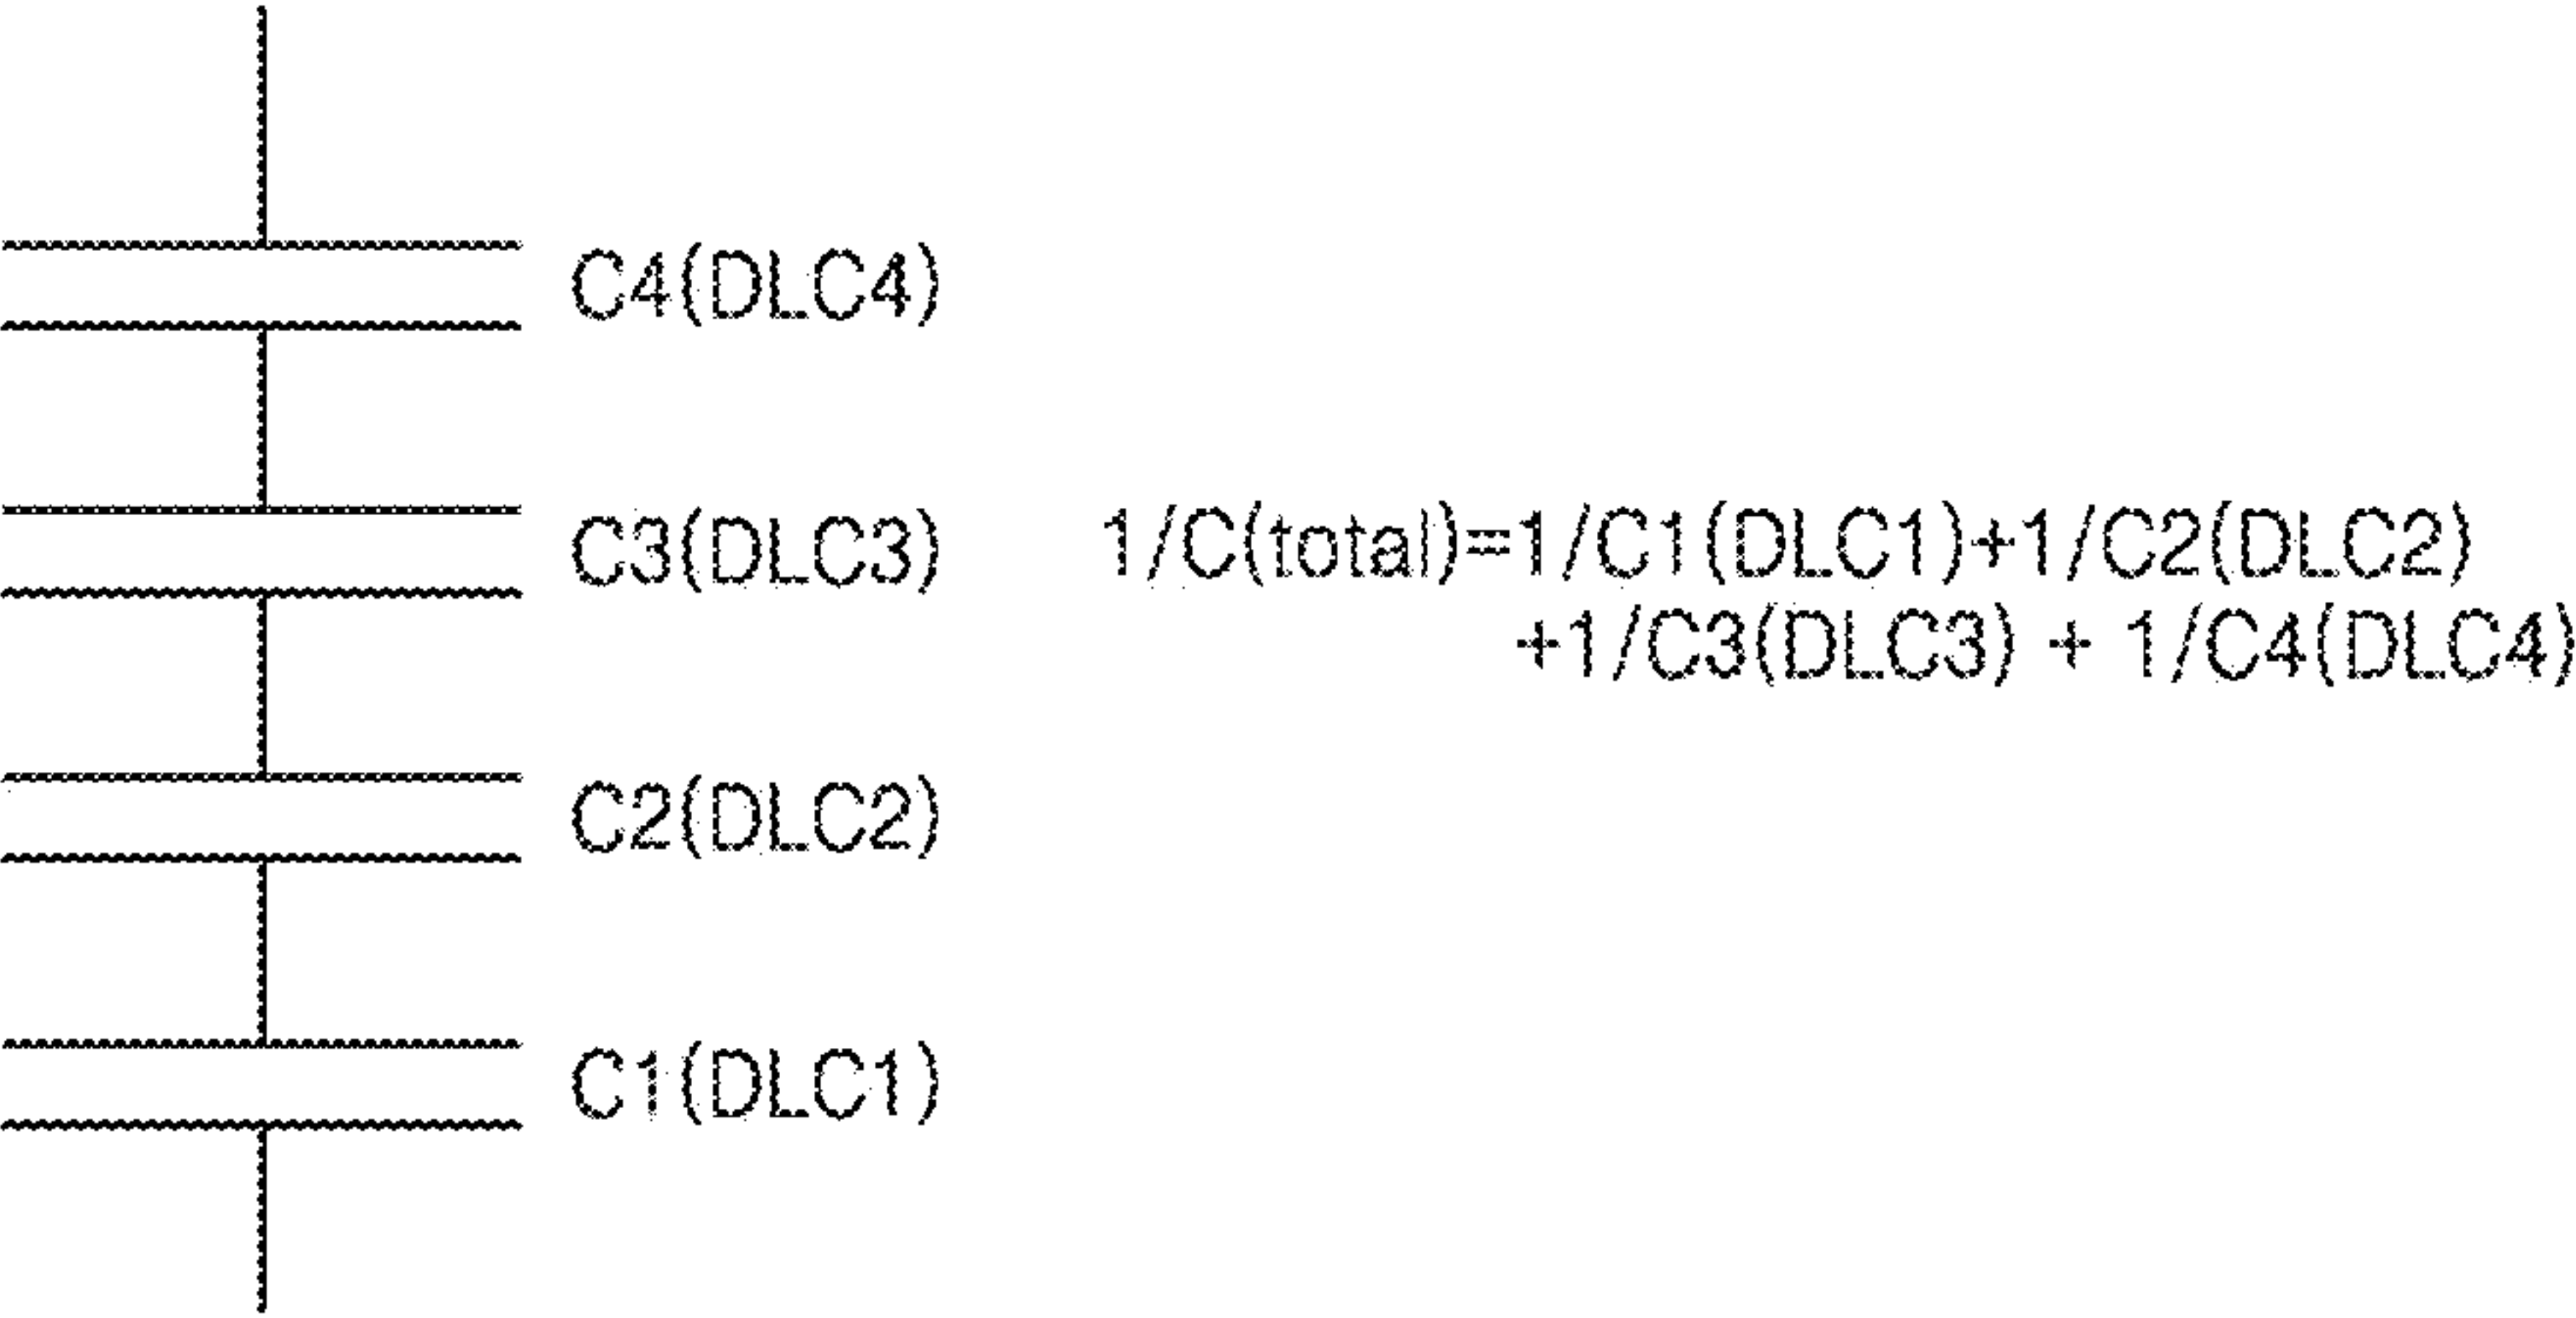 C4(DLC4)
C3(DLC3)
1/C(total)=1/C1(DLC1)+1/C2(DLC2)
+1/C3(DLC3) + 1/C4(DLC4)
C2(DLC2)
C1(DLC1)